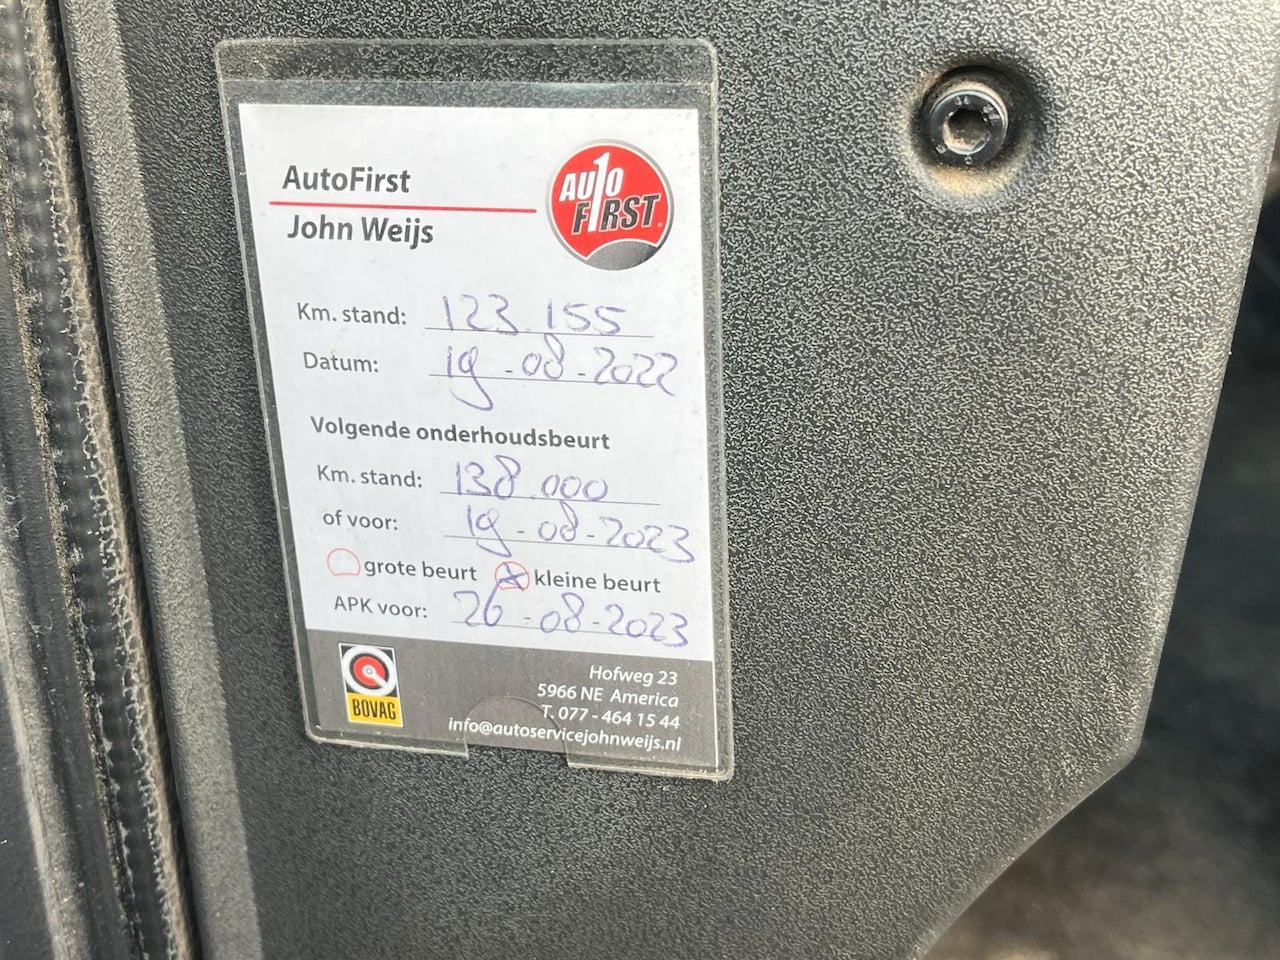 AutoFirst
John Weijs
AUTO
F1RST
Km. stand: 123.155
Datum: 19-08-2022
Volgende onderhoudsbeurt
Km. stand: 138.000
of voor: 19-08-2023
grote beurt kleine beurt
APK voor: 26-08-2023
BOVAG
Hofweg 23
5966 NE America
T. 077 - 464 15 44
info@autoservicejohnweijs.nl